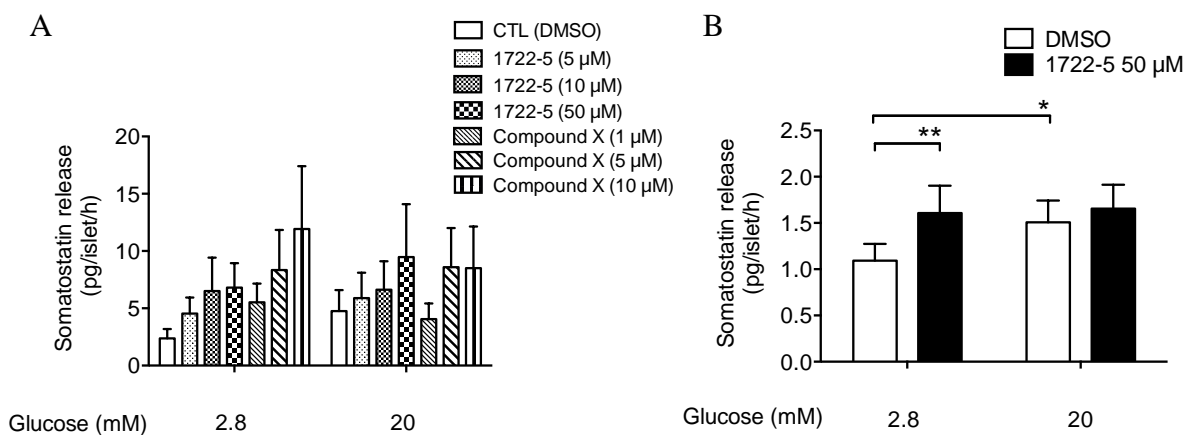 A
CTL (DMSO)
1722-5 (5 µM)
1722-5 (10 µM)
1722-5 (50 µM)
Compound X (1 µM)
Compound X (5 µM)
Compound X (10 µM)
Somatostatin release
(pg/islet/h)
20
15
10
5
0
Glucose (mM)
2.8
20
B
DMSO
1722-5 50 µM
*
**
Somatostatin release
(pg/islet/h)
2.5
2.0
1.5
1.0
0.5
0.0
Glucose (mM)
2.8
20